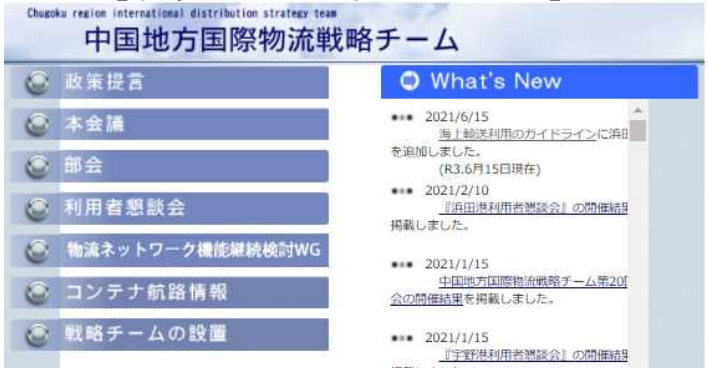 Chugoku region international distribution strategy team
中国地方国際物流戦略チーム
政策提言
本会議
部会
利用者懇談会
物流ネットワーク機能継続検討WG
コンテナ航路情報
戦略チームの設置
What's New
2021/6/15
海上輸送利用のガイドラインに浜田
を追加しました。
(R3.6月15日現在)
2021/2/10
『浜田港利用者懇談会』の開催結果
掲載しました。
2021/1/15
中国地方国際物流戦略チーム第20回
会の開催結果を掲載しました。
2021/1/15
『宇野港利用者懇談会』の開催結果